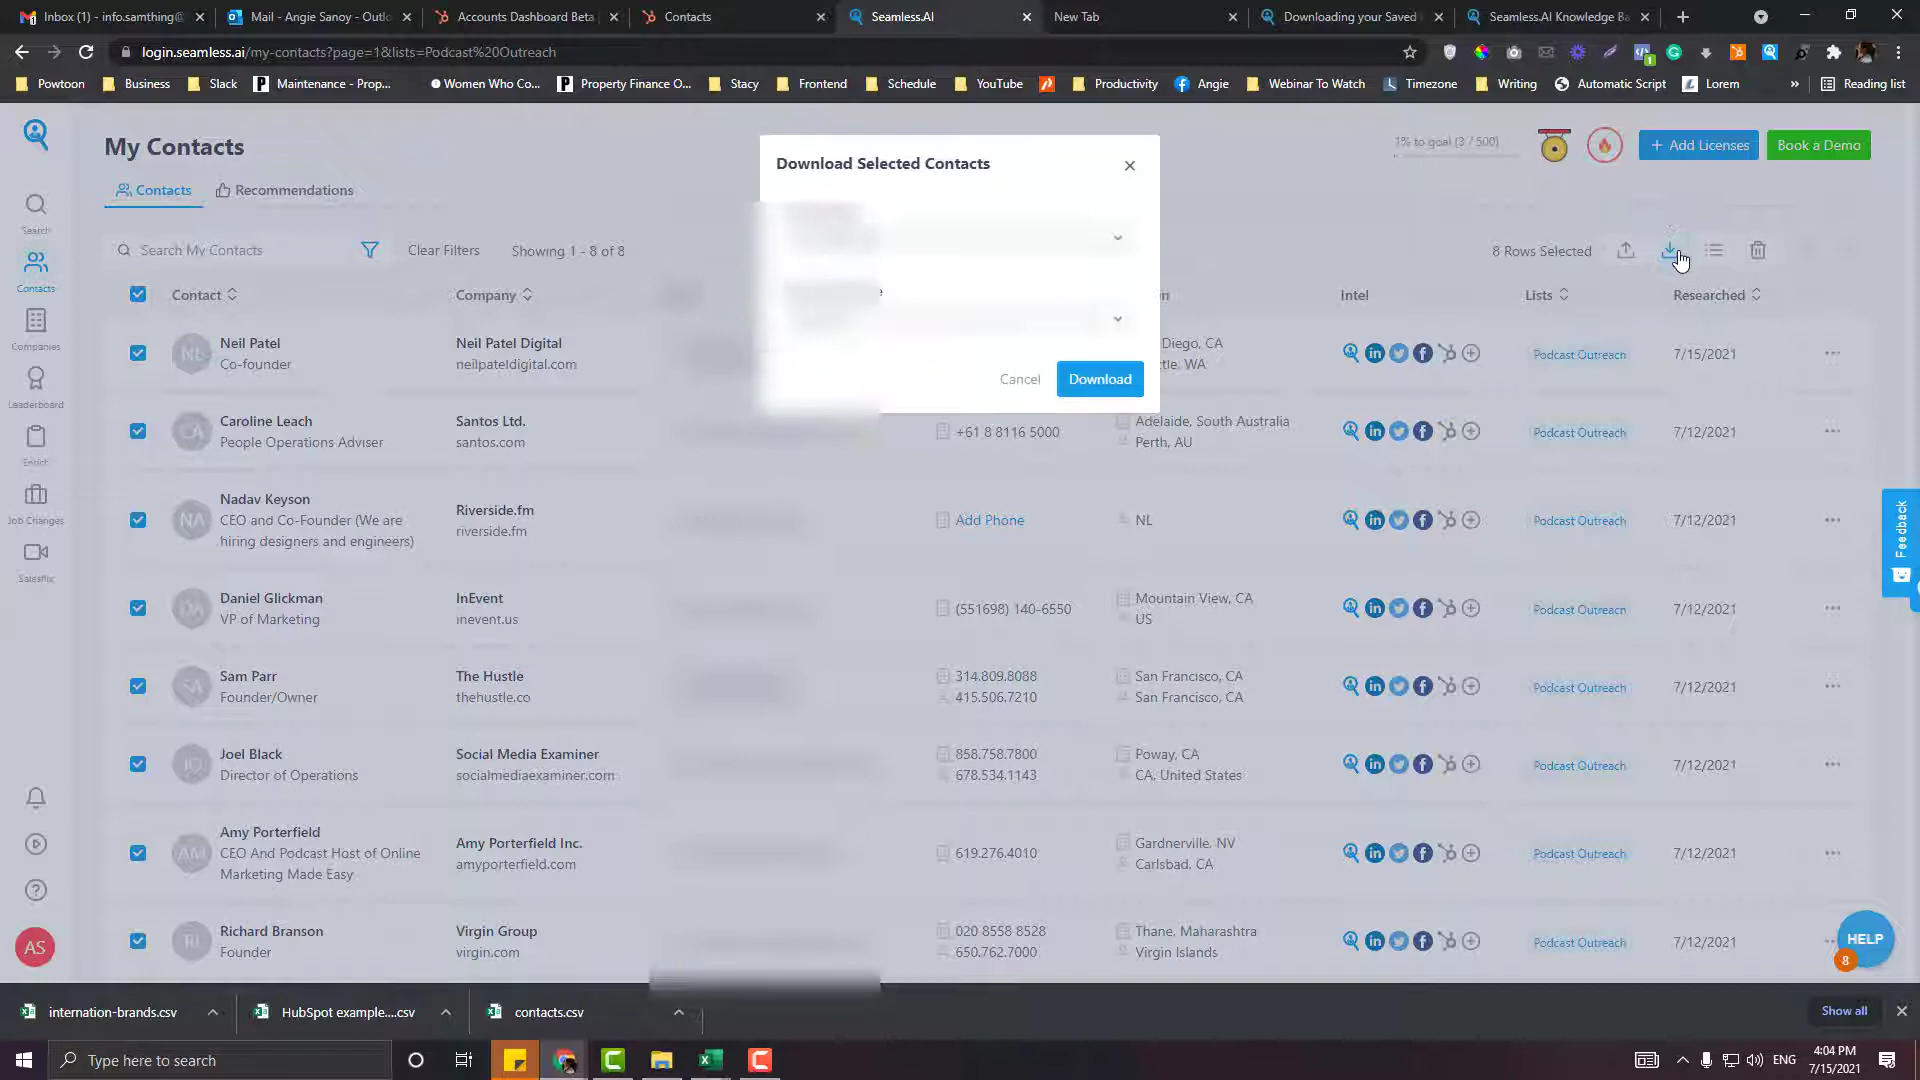 Inbox (1) - info.samthing@
Mail - Angie Sanoy - Outlo
Accounts Dashboard Beta
Contacts
Seamless.AI
New Tab
Downloading your Saved
Seamless.AI Knowledge Ba
login.seamless.ai/my-contacts?page=1&lists=Podcast%20Outreach
1
Powtoon
Business
Slack
Maintenance - Prop...
Women Who Co...
Property Finance O...
Stacy
Frontend
Schedule
YouTube
Productivity
Angie
Webinar To Watch
Timezone
Writing
Automatic Script
Lorem
»
Reading list
My Contacts
Download Selected Contacts
1% to goal (3 / 500)
+ Add Licenses
Book a Demo
Contacts
Recommendations
Search
Contacts
Companies
Leaderboard
Enrich
Job Changes
Salesflix
AS
Search My Contacts
Clear Filters
Showing 1 - 8 of 8
8 Rows Selected
Cancel
Download
Contact
Company
Intel
Lists
Researched
Neil Patel
Co-founder
Neil Patel Digital
neilpateldigital.com
Diego, CA
Podcast Outreach
7/15/2021
Caroline Leach
People Operations Adviser
Santos Ltd.
santos.com
+61 8 8116 5000
Adelaide, South Australia
Perth, AU
Podcast Outreach
7/12/2021
Nadav Keyson
CEO and Co-Founder (We are
hiring designers and engineers)
Riverside.fm
riverside.fm
Add Phone
NL
Podcast Outreach
7/12/2021
Daniel Glickman
VP of Marketing
InEvent
inevent.us
(551698) 140-6550
Mountain View, CA
US
Podcast Outreach
7/12/2021
Sam Parr
Founder/Owner
The Hustle
thehustle.co
314.809.8088
415.506.7210
San Francisco, CA
San Francisco, CA
Podcast Outreach
7/12/2021
Joel Black
Director of Operations
Social Media Examiner
socialmediaexaminer.com
858.758.7800
678.534.1143
Poway, CA
CA, United States
Podcast Outreach
7/12/2021
Amy Porterfield
CEO And Podcast Host of Online
Marketing Made Easy
Amy Porterfield Inc.
amyporterfield.com
619.276.4010
Gardnerville, NV
Carlsbad, CA
Podcast Outreach
7/12/2021
Richard Branson
Founder
Virgin Group
virgin.com
020 8558 8528
650.762.7000
Thane, Maharashtra
Virgin Islands
Podcast Outreach
7/12/2021
Feedback
HELP
8
internation-brands.csv
HubSpot example....csv
contacts.csv
Show all
Type here to search
ENG
4:04 PM
7/15/2021